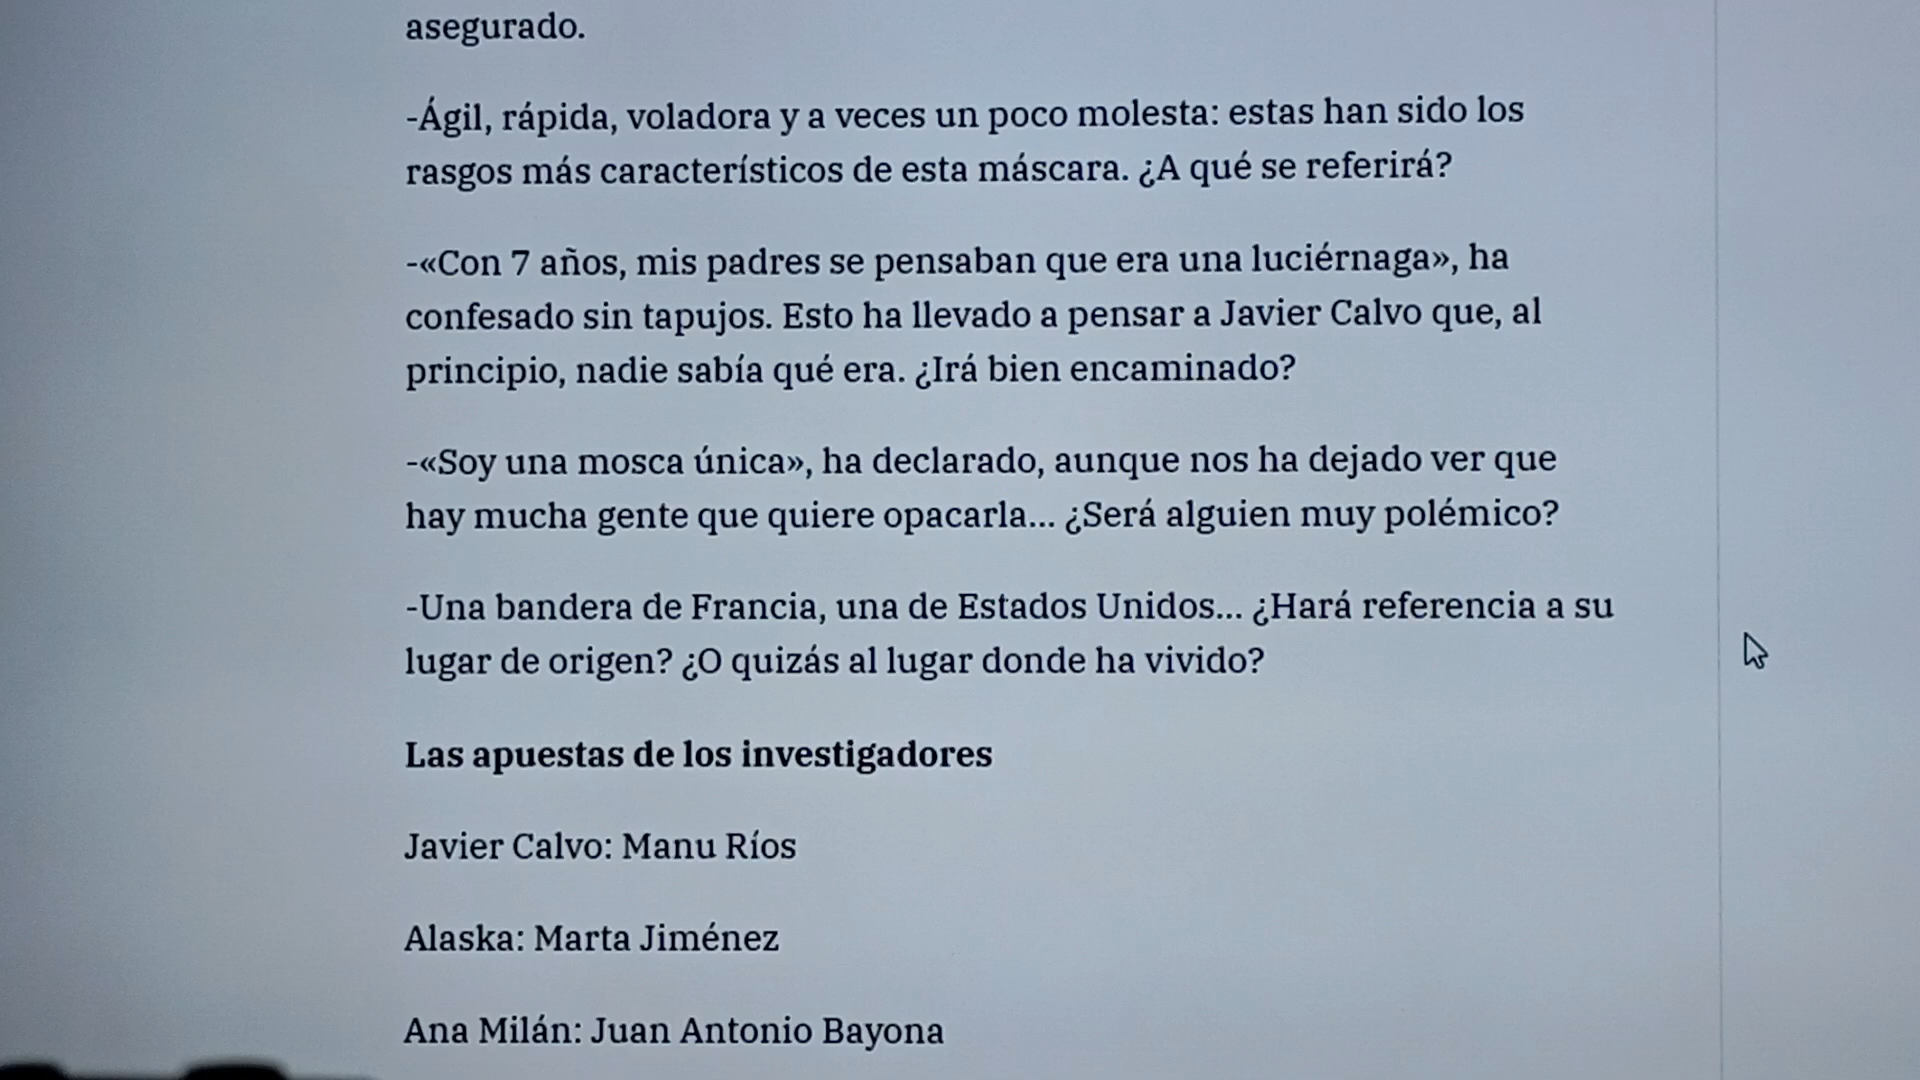 asegurado.
-Ágil, rápida, voladora y a veces un poco molesta: estas han sido los
rasgos más característicos de esta máscara. ¿A qué se referirá?
-«Con 7 años, mis padres se pensaban que era una luciérnaga», ha
confesado sin tapujos. Esto ha llevado a pensar a Javier Calvo que, al
principio, nadie sabía qué era. ¿Irá bien encaminado?
-«Soy una mosca única», ha declarado, aunque nos ha dejado ver que
hay mucha gente que quiere opacarla... ¿Será alguien muy polémico?
-Una bandera de Francia, una de Estados Unidos... ¿Hará referencia a su
lugar de origen? ¿O quizás al lugar donde ha vivido?
Las apuestas de los investigadores
Javier Calvo: Manu Ríos
Alaska: Marta Jiménez
Ana Milán: Juan Antonio Bayona